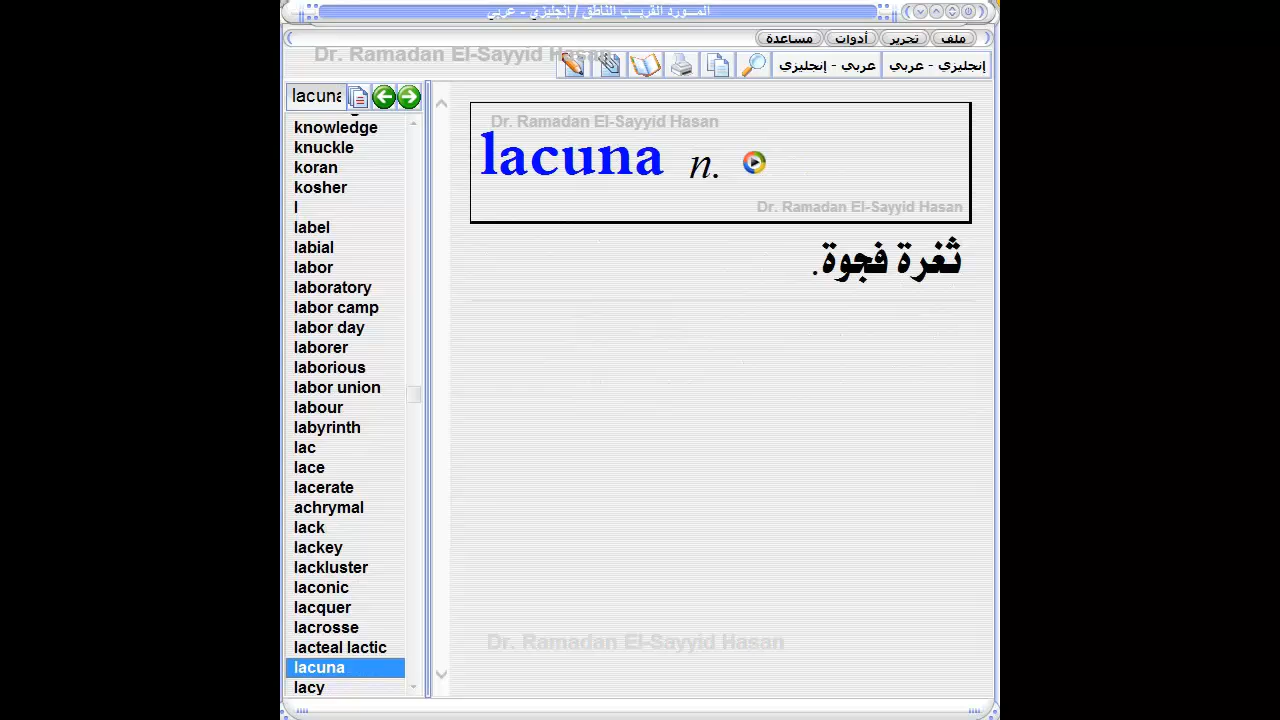 المـــورد القريـــب الناطق / إنجليزي - عربي
ملف
تحرير
أدوات
مساعدة
Dr. Ramadan El-Sayyid Hasan
إنجليزي - عربي
عربي - إنجليزي
lacuna
knowledge
knuckle
koran
kosher
l
label
labial
labor
laboratory
labor camp
labor day
laborer
laborious
labor union
labour
labyrinth
lac
lace
lacerate
achrymal
lack
lackey
lackluster
laconic
lacquer
lacrosse
lacteal lactic
lacuna
lacy
Dr. Ramadan El-Sayyid Hasan
lacuna n.
Dr. Ramadan El-Sayyid Hasan
ثغرة فجوة.
Dr. Ramadan El-Sayyid Hasan